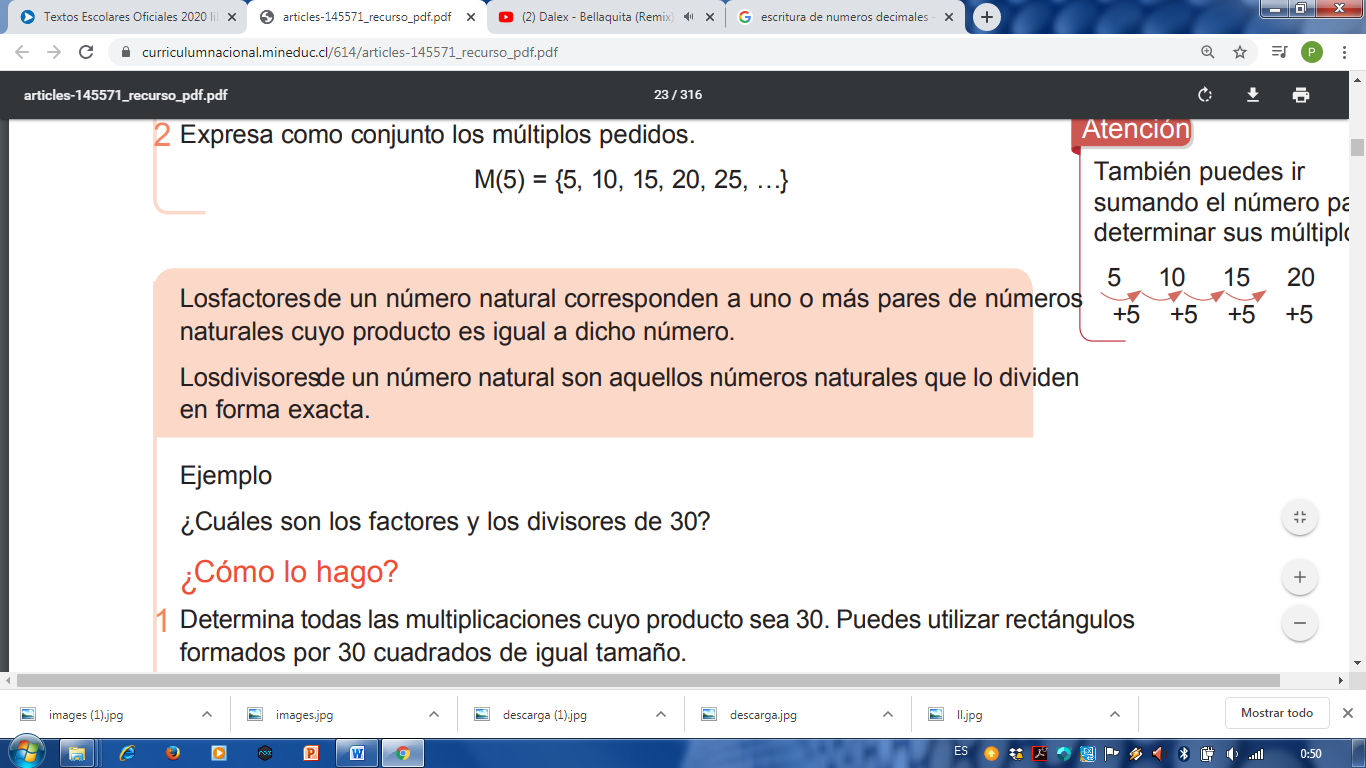 Textos Escolares Oficiales 2020 li
articles-145571_recurso_pdf.pdf
(2) Dalex - Bellaquita (Remix)
escritura de numeros decimales -
curriculumnacional.mineduc.cl/614/articles-145571_recurso_pdf.pdf
P
articles-145571_recurso_pdf.pdf
23 / 316
2 Expresa como conjunto los múltiplos pedidos.
M(5) = {5, 10, 15, 20, 25, …}
Atención
También puedes ir
sumando el número pa
determinar sus múltiplo
5 10 15 20
+5 +5 +5 +5
Losfactoresde un número natural corresponden a uno o más pares de números
naturales cuyo producto es igual a dicho número.
Losdivisoresde un número natural son aquellos números naturales que lo dividen
en forma exacta.
Ejemplo
¿Cuáles son los factores y los divisores de 30?
¿Cómo lo hago?
1 Determina todas las multiplicaciones cuyo producto sea 30. Puedes utilizar rectángulos
formados por 30 cuadrados de igual tamaño.
images (1).jpg
images.jpg
descarga (1).jpg
descarga.jpg
II.jpg
Mostrar todo
ES
0:50